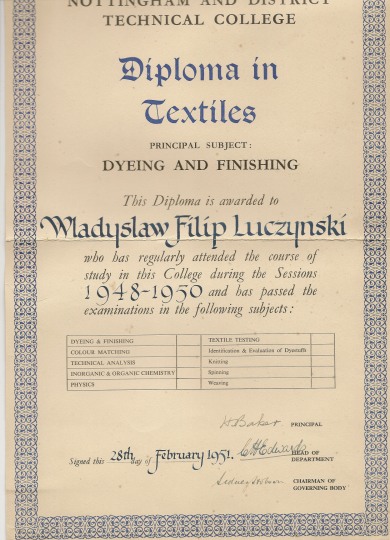 NOTTINGHAM AND DISTRICT
TECHNICAL COLLEGE
Diploma in
Textiles
PRINCIPAL SUBJECT:
DYEING AND FINISHING
This Diploma is awarded to
Wladyslaw Filip Luczynski
who has regularly attended the course of
study in this College during the Sessions
1948-1950 and has passed the
examinations in the following subjects:
DYEING & FINISHING
COLOUR MATCHING
TECHNICAL ANALYSIS
INORGANIC & ORGANIC CHEMISTRY
PHYSICS
TEXTILE TESTING
Identification & Evaluation of Dyestuffs
Knitting
Spinning
Weaving
H Barker PRINCIPAL
Signed this 28th day of February 1951.
C H Edwards HEAD OF
DEPARTMENT
Sydney CHAIRMAN OF
GOVERNING BODY